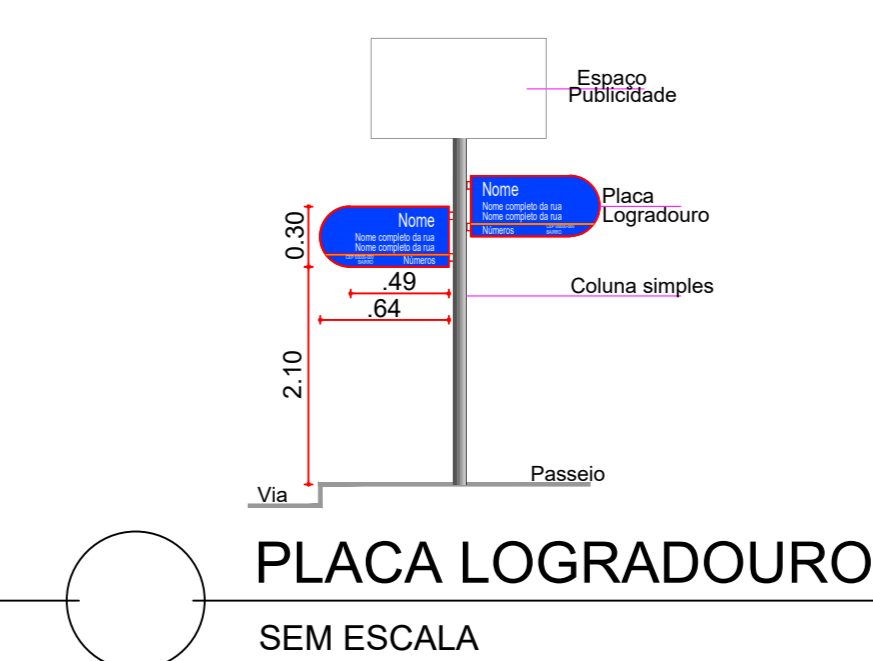 Espaço
Publicidade
Nome
Nome completo da rua
Nome completo da rua
Números
BAIRRO
Placa
Logradouro
0.30
Nome
Nome completo da rua
Nome completo da rua
BAIRRO
Números
.49
.64
Coluna simples
2.10
Passeio
Via
PLACA LOGRADOURO
SEM ESCALA